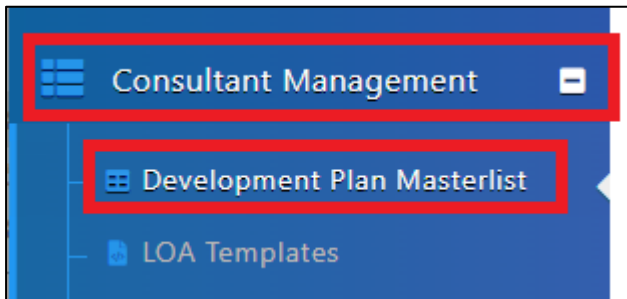 Consultant Management
Development Plan Masterlist
LOA Templates